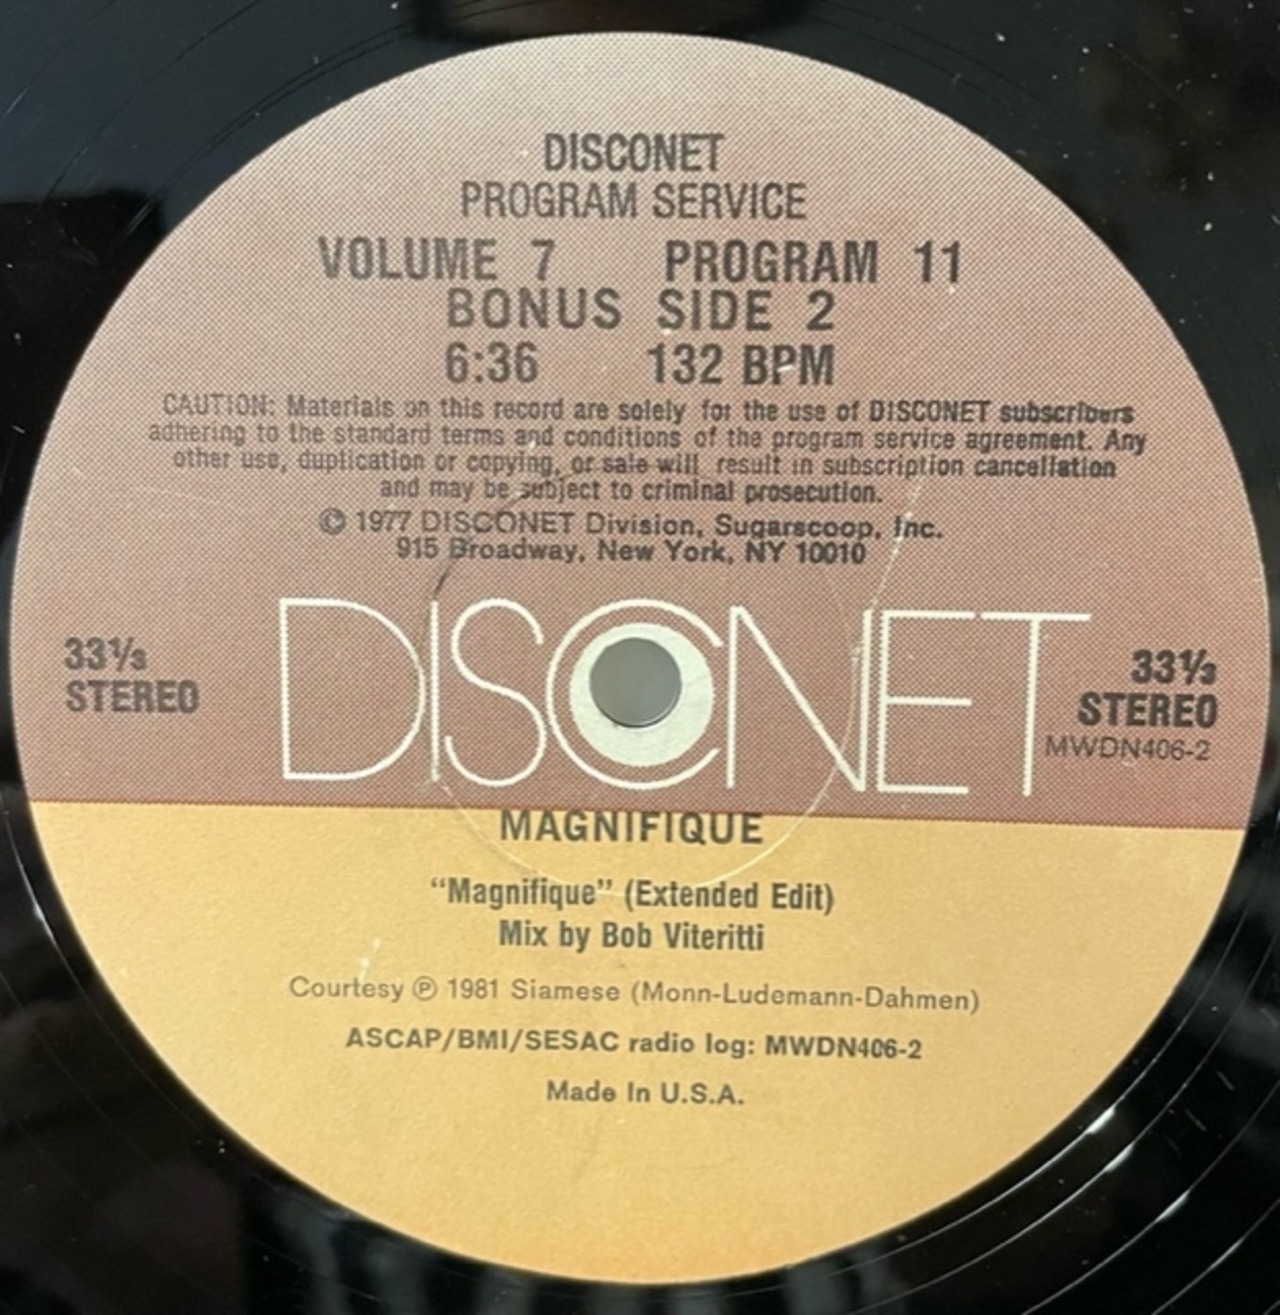 DISCONET
PROGRAM SERVICE
VOLUME 7 PROGRAM 11
BONUS SIDE 2
6:36 132 BPM
CAUTION: Materials on this record are solely for the use of DISCONET subscribers
adhering to the standard terms and conditions of the program service agreement. Any
other use, duplication or copying, or sale will result in subscription cancellation
and may be subject to criminal prosecution.
© 1977 DISCONET Division, Sugarscoop, Inc.
915 Broadway, New York, NY 10010
DISCONET
33⅓
STEREO
33⅓
STEREO
MWDN406-2
MAGNIFIQUE
“Magnifique” (Extended Edit)
Mix by Bob Viteritti
Courtesy ℗ 1981 Siamese (Monn-Ludemann-Dahmen)
ASCAP/BMI/SESAC radio log: MWDN406-2
Made In U.S.A.